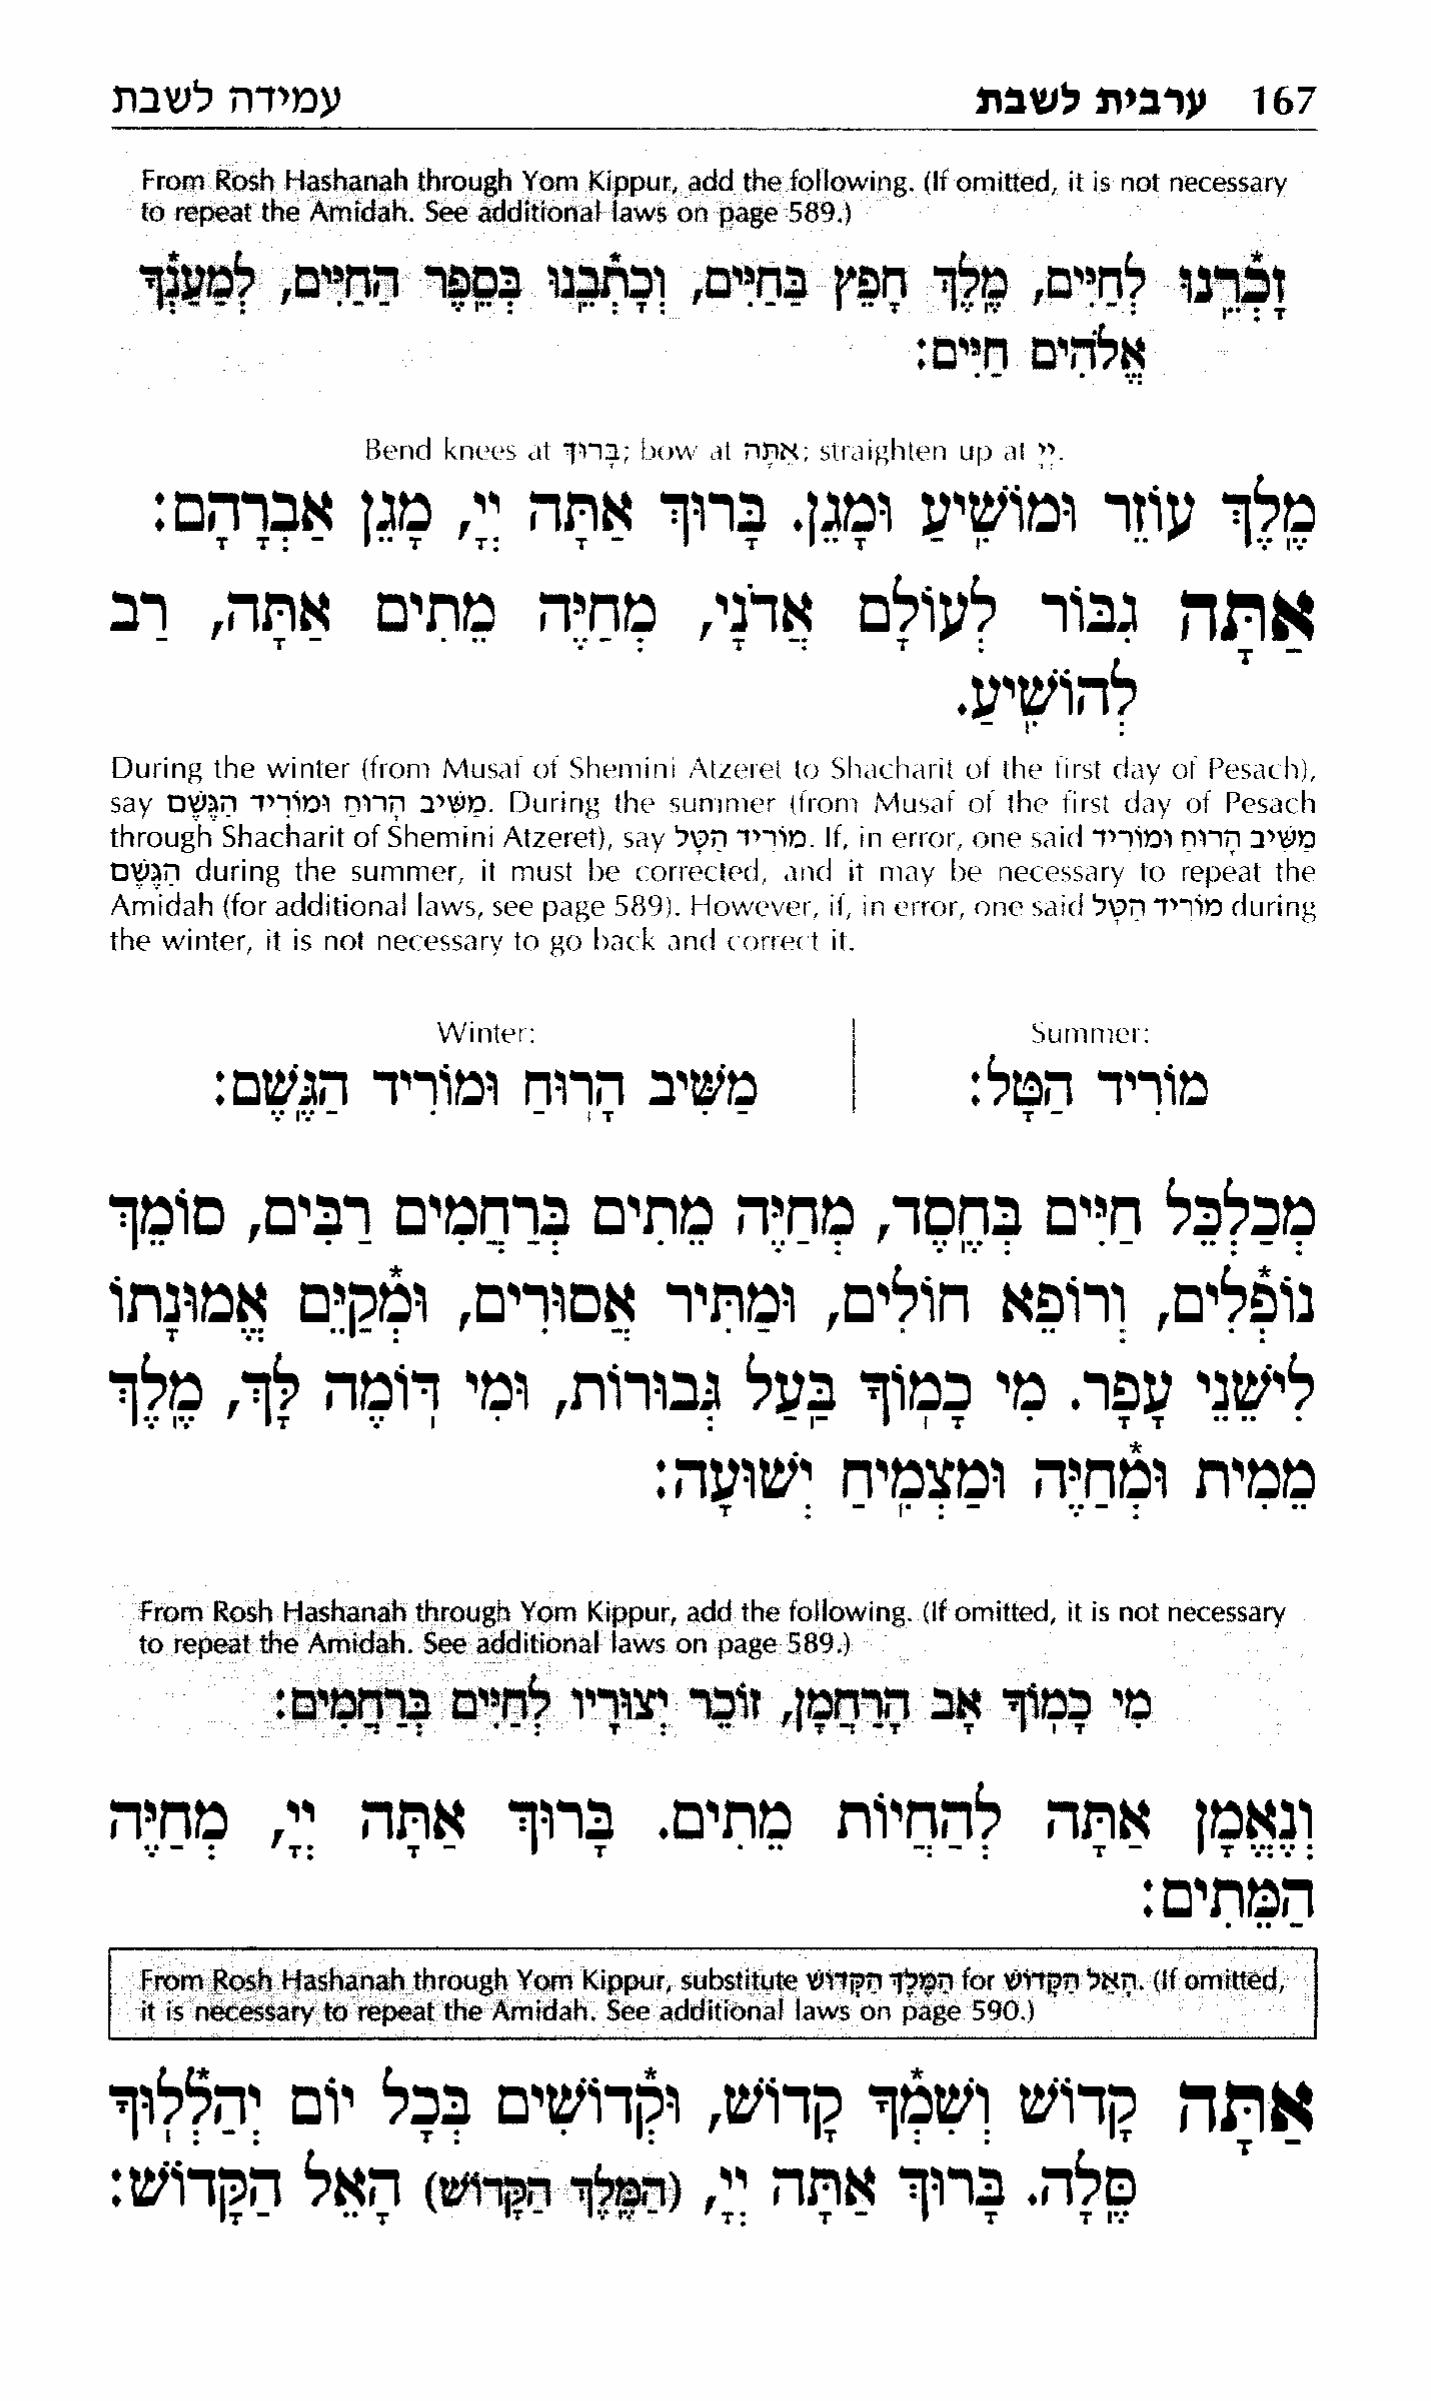 167 ערבית לשבת עמידה לשבת
From Rosh Hashanah through Yom Kippur, add the following. (If omitted, it is not necessary
to repeat the Amidah. See additional laws on page 589.)
זָכְרֵֽנוּ לְחַיִּים, מֶֽלֶךְ חָפֵץ בַּחַיִּים, וְכָתְבֵֽנוּ בְּסֵֽפֶר הַחַיִּים, לְמַעַנְךָ
אֱלֹהִים חַיִּים:
Bend knees at בָּרוּךְ; bow at אַתָּה; straighten up at יְיָ.
מֶֽלֶךְ עוֹזֵר וּמוֹשִֽׁיעַ וּמָגֵן. בָּרוּךְ אַתָּה יְיָ, מָגֵן אַבְרָהָם:
אַתָּה גִּבּוֹר לְעוֹלָם אֲדֹנָי, מְחַיֶּה מֵתִים אַתָּה, רַב
לְהוֹשִֽׁיעַ.
During the winter (from Musaf of Shemini Atzeret to Shacharit of the first day of Pesach),
say מַשִּׁיב הָרוּחַ וּמוֹרִיד הַגֶּשֶׁם. During the summer (from Musaf of the first day of Pesach
through Shacharit of Shemini Atzeret), say מוֹרִיד הַטָּל. If, in error, one said מַשִּׁיב הָרוּחַ וּמוֹרִיד
הַגֶּשֶׁם during the summer, it must be corrected, and it may be necessary to repeat the
Amidah (for additional laws, see page 589). However, if, in error, one said מוֹרִיד הַטָּל during
the winter, it is not necessary to go back and correct it.
Summer: Winter:
מוֹרִיד הַטָּל: מַשִּׁיב הָרֽוּחַ וּמוֹרִיד הַגֶּֽשֶׁם:
מְכַלְכֵּל חַיִּים בְּחֶֽסֶד, מְחַיֶּה מֵתִים בְּרַחֲמִים רַבִּים, סוֹמֵךְ
נוֹפְ*לִים, וְרוֹפֵא חוֹלִים, וּמַתִּיר אֲסוּרִים, וּמְ*קַיֵּם אֱמוּנָתוֹ
לִישֵׁנֵי עָפָר. מִי כָמֽוֹךָ בַּֽעַל גְּבוּרוֹת, וּמִי דּֽוֹמֶה לָּךְ, מֶֽלֶךְ
מֵמִית וּמְ*חַיֶּה וּמַצְמִֽיחַ יְשׁוּעָה:
From Rosh Hashanah through Yom Kippur, add the following. (If omitted, it is not necessary
to repeat the Amidah. See additional laws on page 589.)
מִי כָמֽוֹךָ אָב הָרַחֲמָן, זוֹכֵר יְצוּרָיו לְחַיִּים בְּרַחֲמִים:
וְנֶאֱמָן אַתָּה לְהַחֲיוֹת מֵתִים. בָּרוּךְ אַתָּה יְיָ, מְחַיֶּה
הַמֵּתִים:
From Rosh Hashanah through Yom Kippur, substitute הַמֶּלֶךְ הַקָּדוֹשׁ for הָאֵל הַקָּדוֹשׁ. (If omitted,
it is necessary to repeat the Amidah. See additional laws on page 590.)
אַתָּה קָדוֹשׁ וְשִׁמְ*ךָ קָדוֹשׁ, וּקְ*דוֹשִׁים בְּכָל יוֹם יְהַלְ*לֽוּךָ
סֶּֽלָה. בָּרוּךְ אַתָּה יְיָ, (הַמֶּֽלֶךְ הַקָּדוֹשׁ) הָאֵל הַקָּדוֹשׁ: